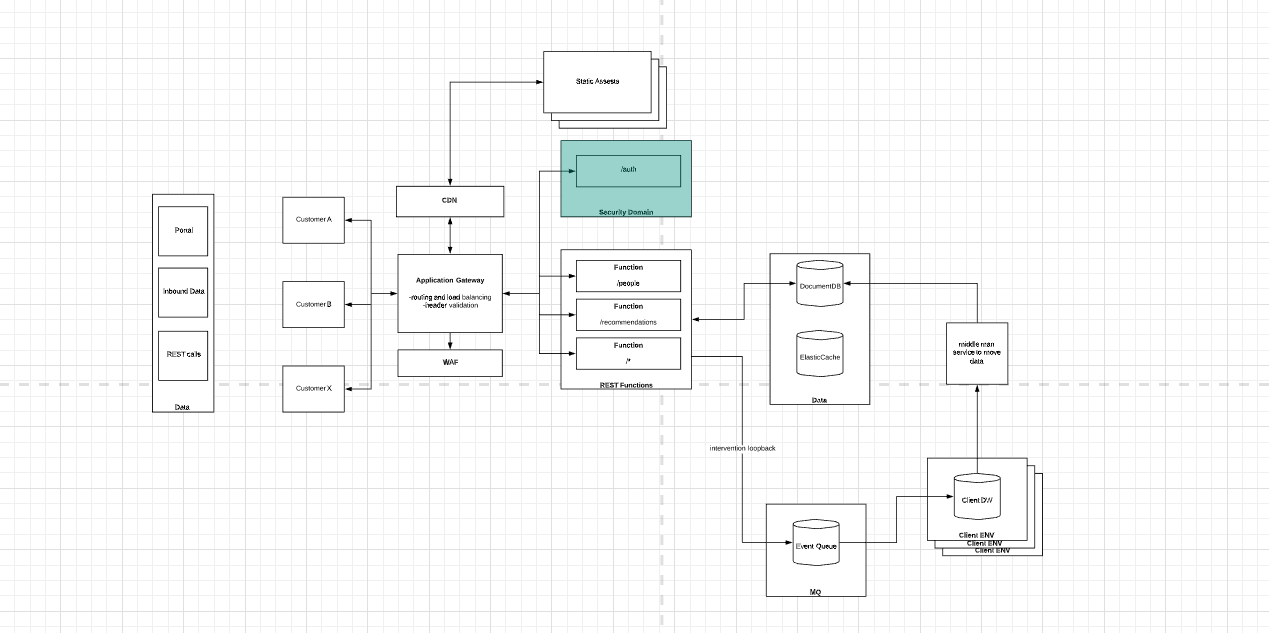 Static Assests
/auth
Security Domain
CDN
Portal
Inbound Data
REST calls
Data
Customer A
Customer B
Customer X
Application Gateway
-routing and load balancing
-header validation
WAF
Function
/people
Function
/recommendations
Function
/*
REST Functions
DocumentDB
ElasticCache
Data
middle man
service to move
data
intervention loopback
Event Queue
MQ
Client DW
Client ENV
Client ENV
Client ENV